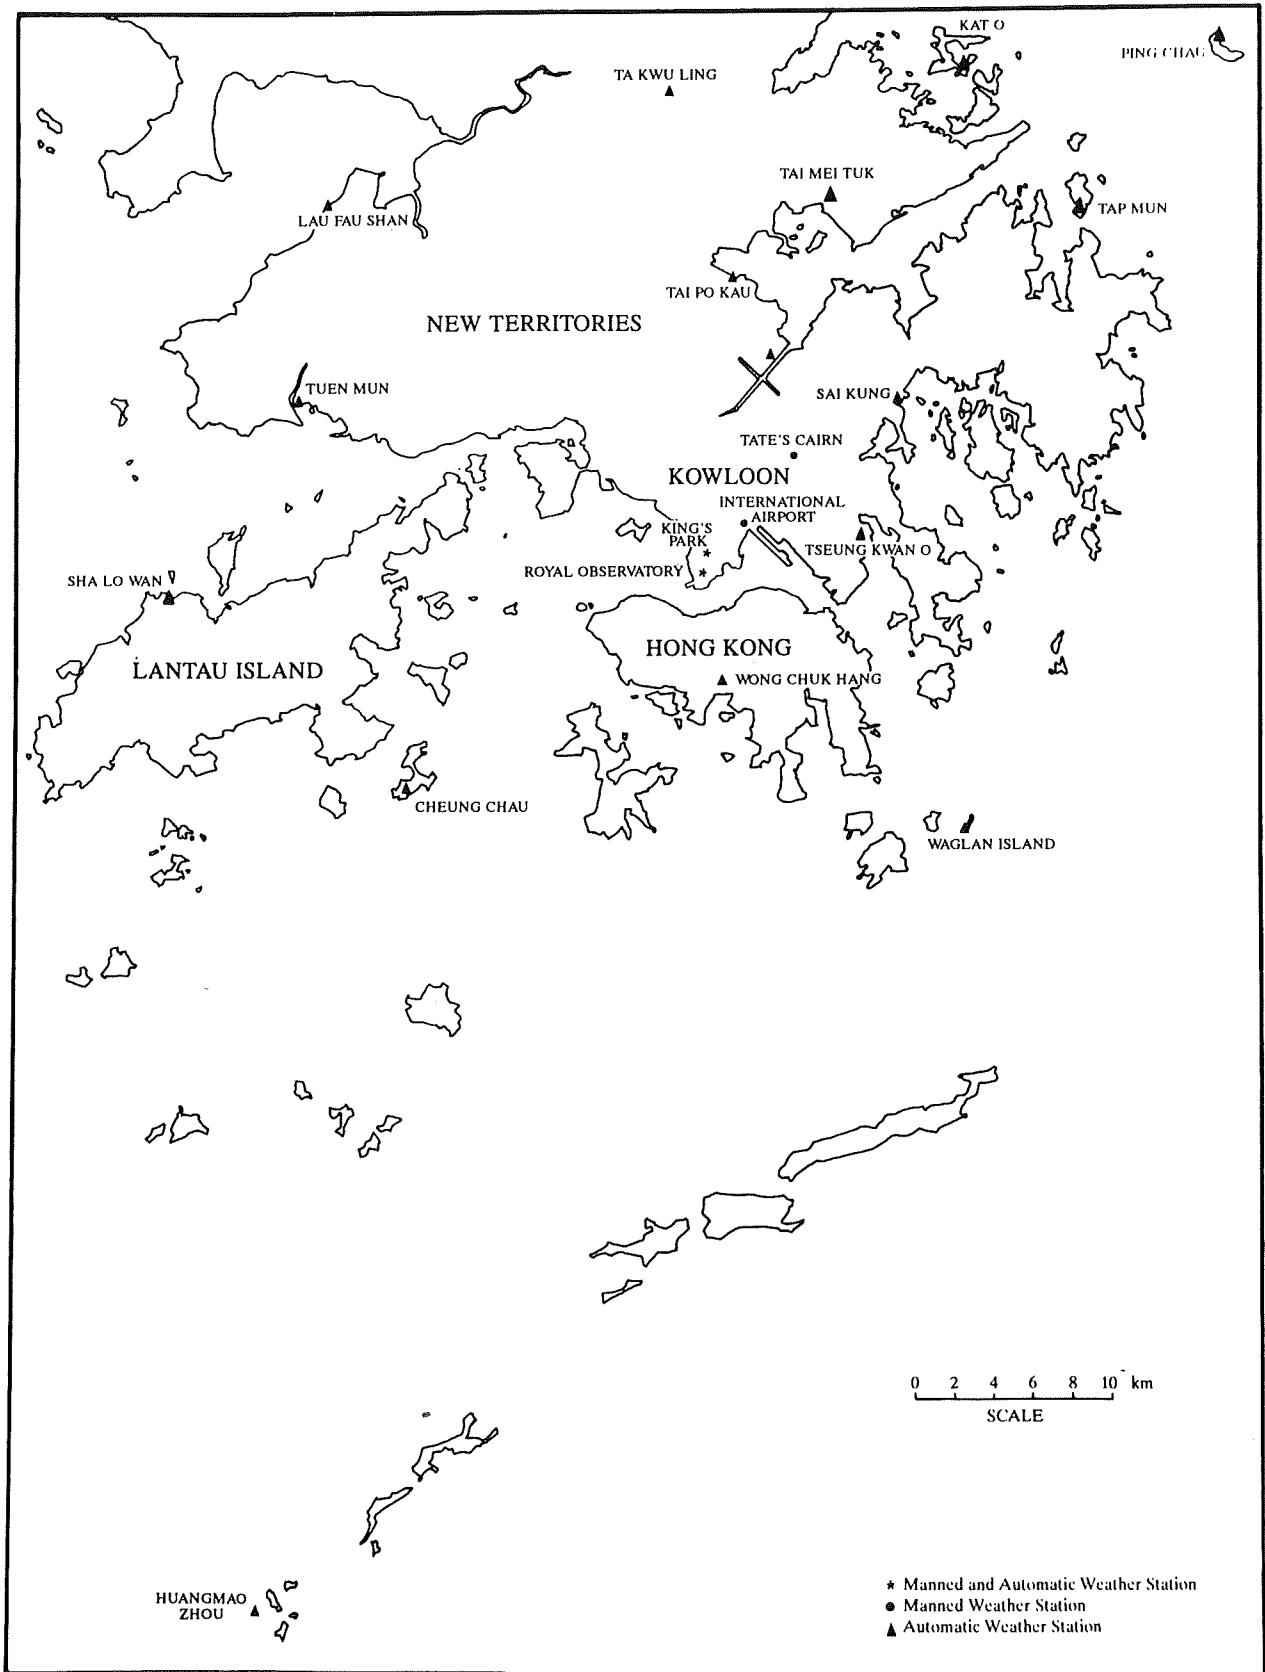 KAT O
PING CHAU
TA KWU LING
TAI MEI TUK
TAP MUN
LAU FAU SHAN
TAI PO KAU
NEW TERRITORIES
TUEN MUN
SAI KUNG
TATE'S CAIRN
KOWLOON
INTERNATIONAL
AIRPORT
KING'S
PARK
TSEUNG KWAN O
ROYAL OBSERVATORY
SHA LO WAN
HONG KONG
LANTAU ISLAND
WONG CHUK HANG
CHEUNG CHAU
WAGLAN ISLAND
0 2 4 6 8 10 km
SCALE
HUANGMAO
ZHOU
Manned and Automatic Weather Station
Manned Weather Station
Automatic Weather Station